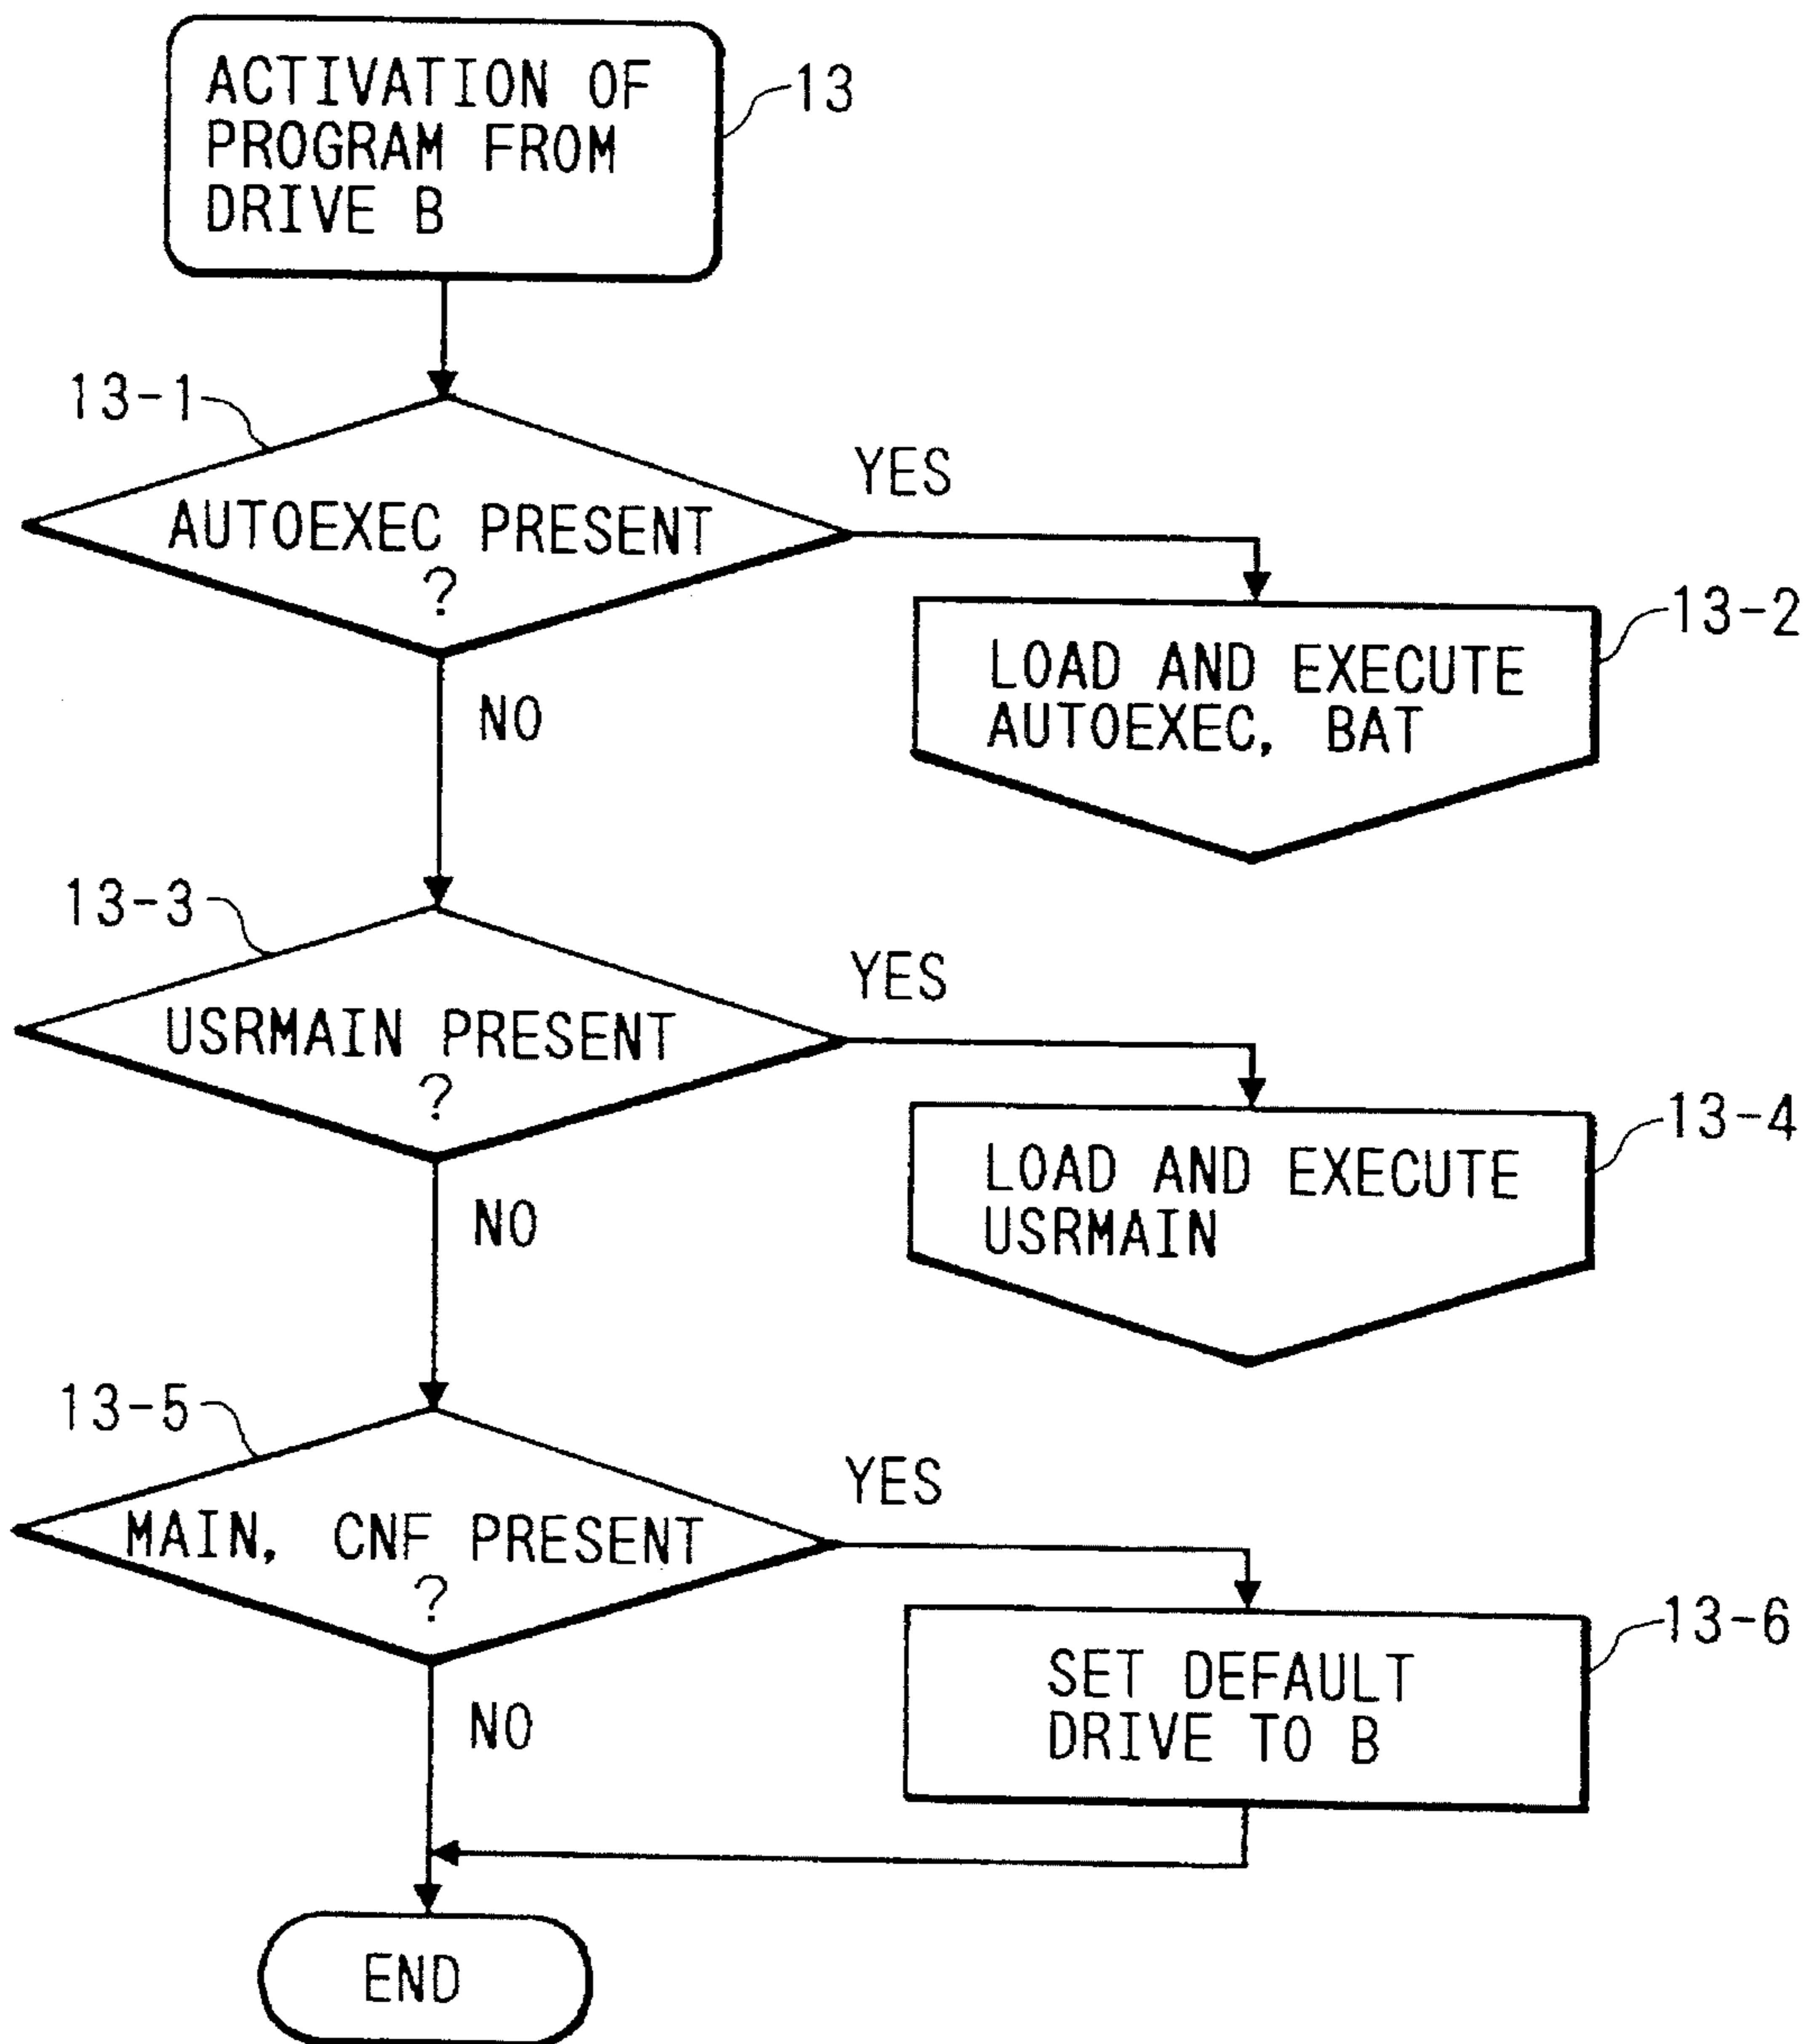 ACTIVATION OF
PROGRAM FROM
DRIVE B
13
13-1
AUTOEXEC PRESENT
?
YES
NO
13-2
LOAD AND EXECUTE
AUTOEXEC, BAT
13-3
USRMAIN PRESENT
?
YES
NO
13-4
LOAD AND EXECUTE
USRMAIN
13-5
MAIN, CNF PRESENT
?
YES
NO
13-6
SET DEFAULT
DRIVE TO B
END